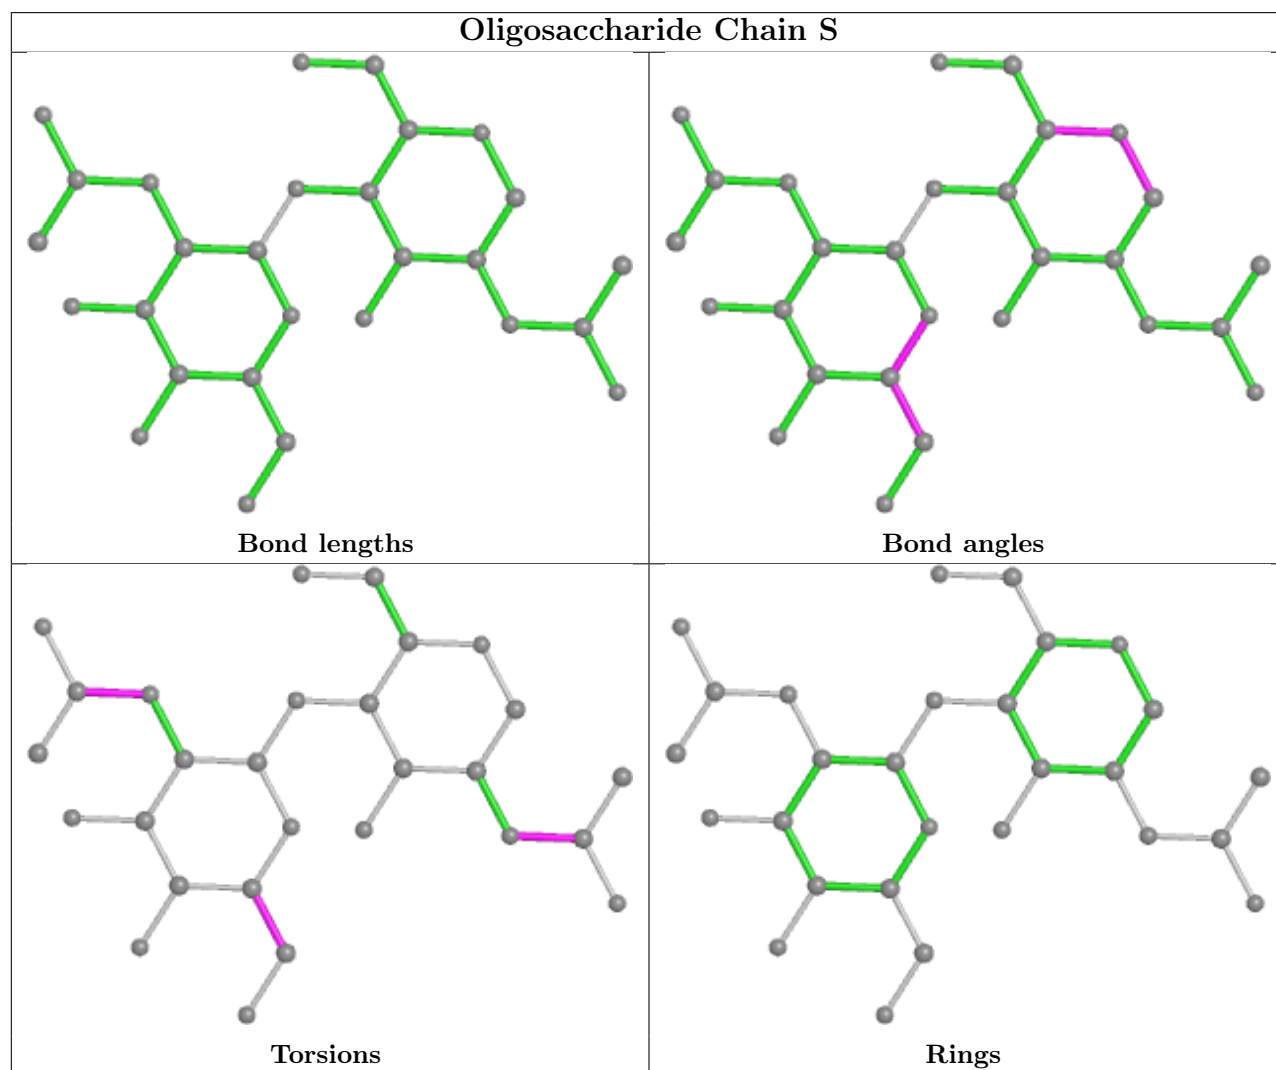 Oligosaccharide Chain S
Bond lengths
Bond angles
Torsions
Rings